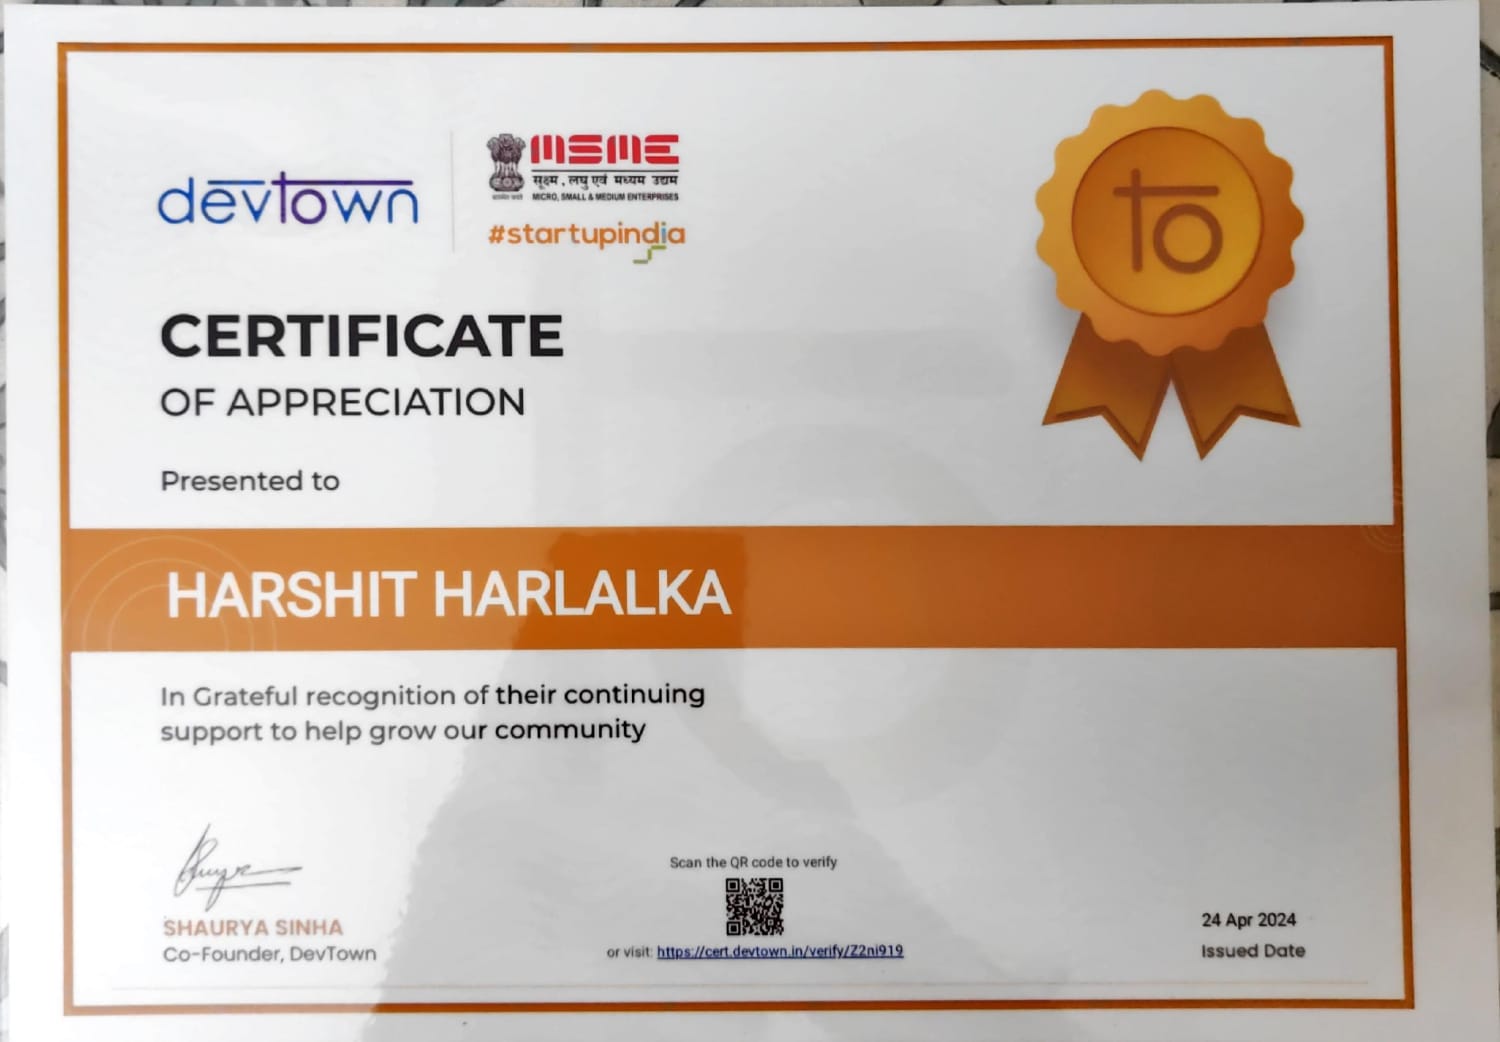 devtown
MSME
सूक्ष्म, लघु एवं मध्यम उद्यम
MICRO, SMALL & MEDIUM ENTERPRISES
#startupindia
to
CERTIFICATE
OF APPRECIATION
Presented to
HARSHIT HARLALKA
In Grateful recognition of their continuing
support to help grow our community
SHAURYA SINHA
Co-Founder, DevTown
Scan the QR code to verify
or visit: https://cert.devtown.in/verify/Z2ni919
24 Apr 2024
Issued Date